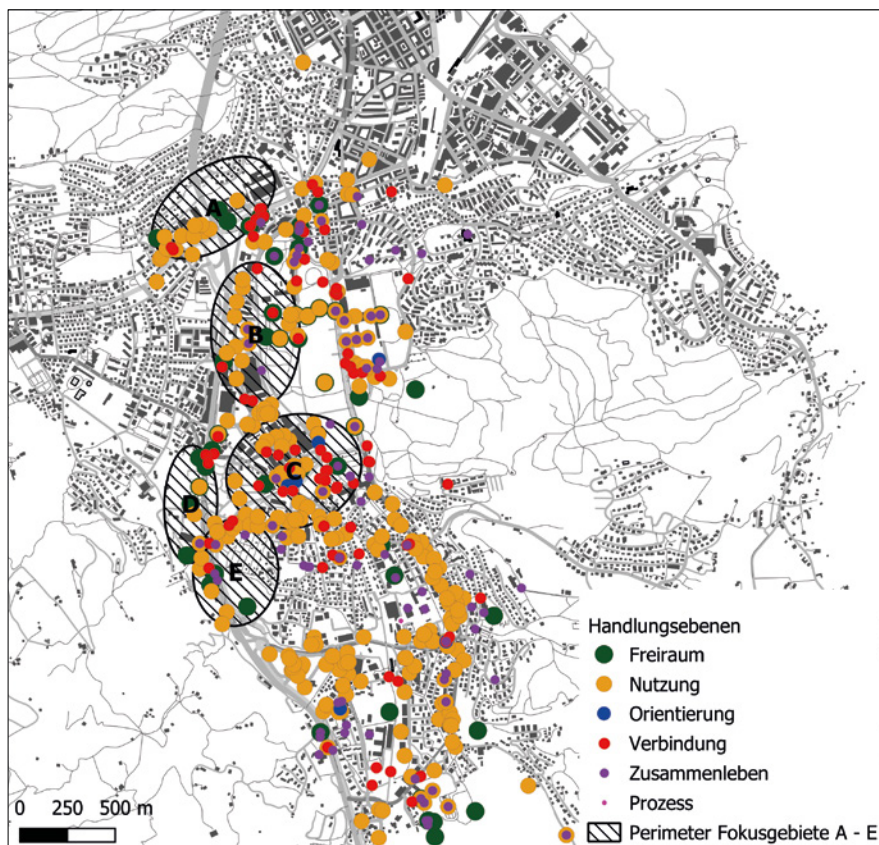 A
B
C
D
E
Handlungsebenen
Freiraum
Nutzung
Orientierung
Verbindung
Zusammenleben
Prozess
Perimeter Fokusgebiete A - E
0 250 500 m